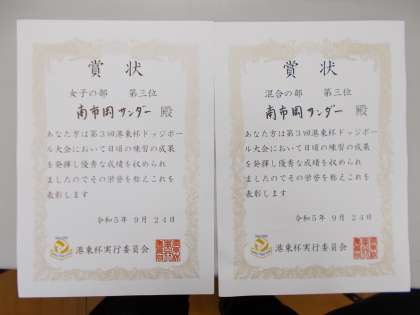 賞状
女子の部 第三位
南市岡サンダー 殿
あなた方は第3回港東杯ドッジボー
ル大会において日頃の練習の成果
を発揮し優秀な成績を収められ
ましたのでその栄誉を称えこれを
表彰します
令和5年 9月 24日
港東杯実行委員会
賞状
混合の部 第三位
南市岡サンダー 殿
あなた方は第3回港東杯ドッジボー
ル大会において日頃の練習の成果
を発揮し優秀な成績を収められ
ましたのでその栄誉を称えこれを
表彰します
令和5年 9月 24日
港東杯実行委員会